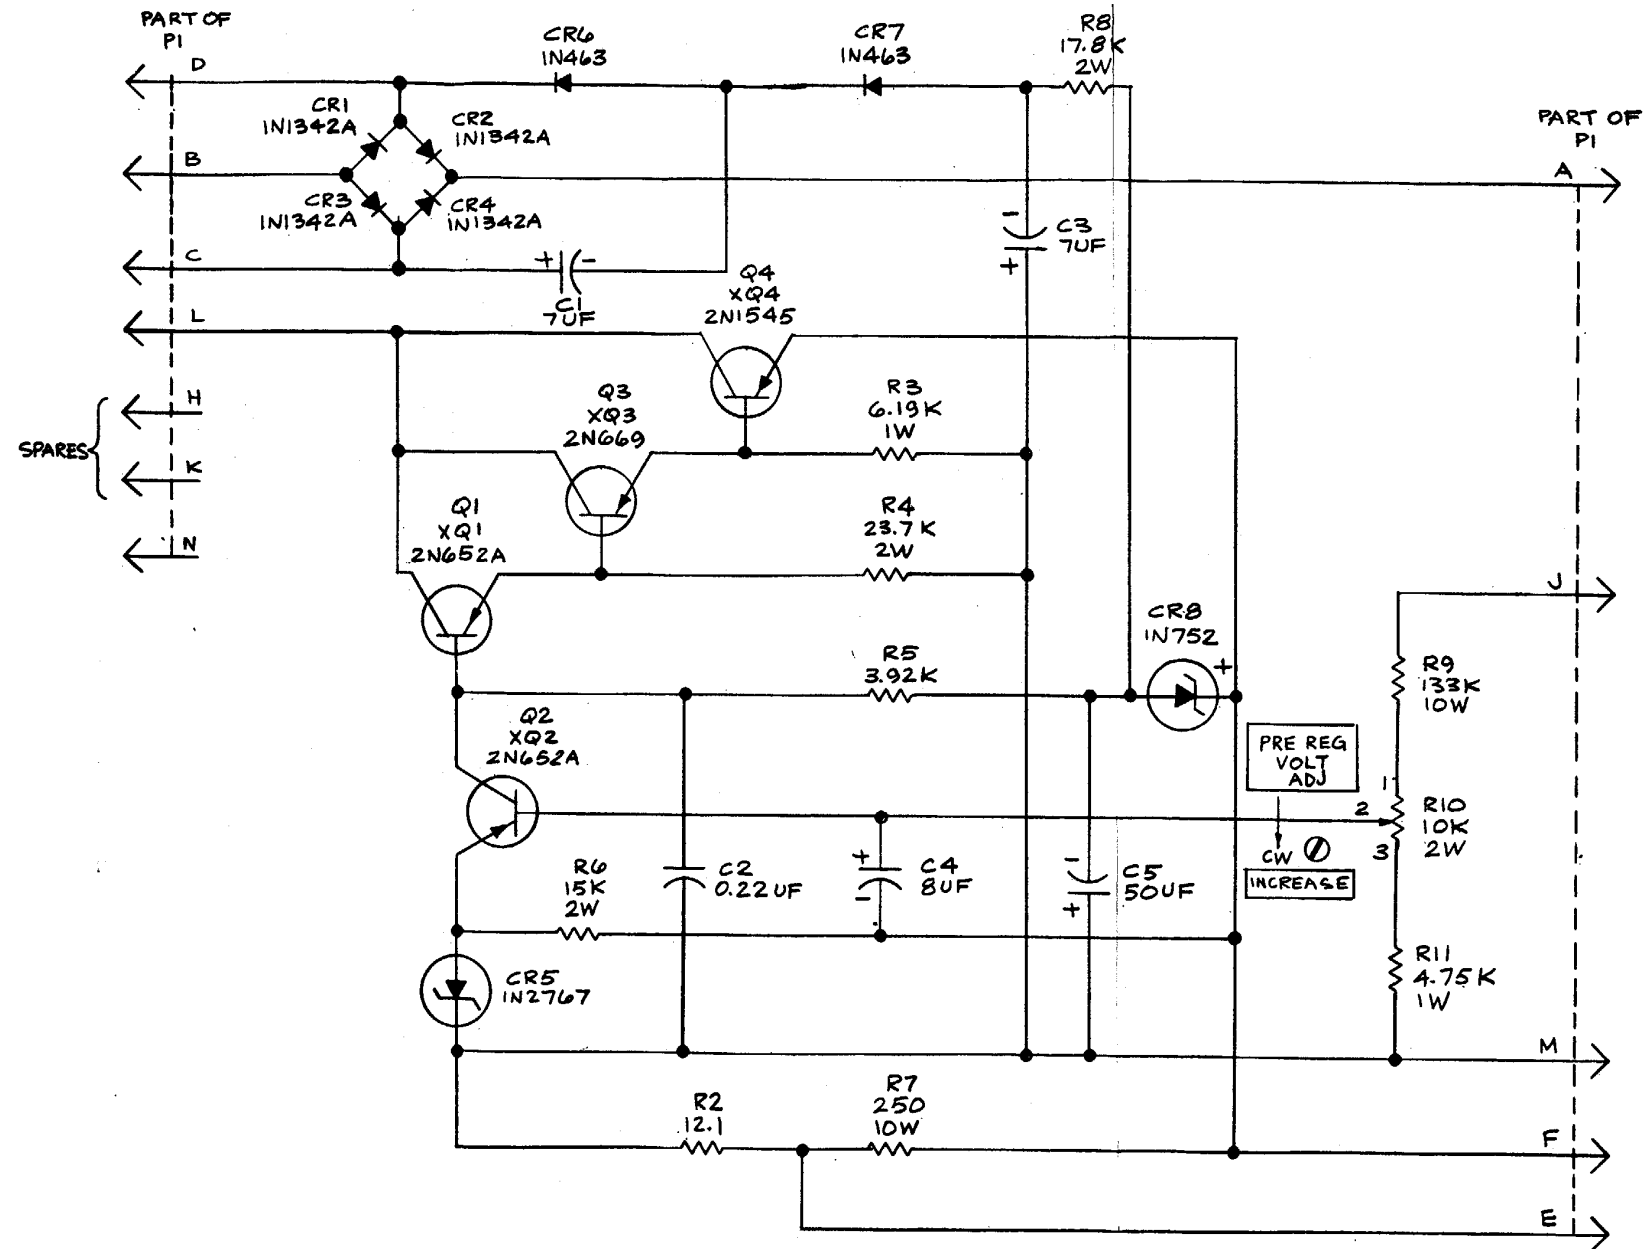 PART OF
P1
D
CR6
1N463
CR7
1N463
R8
17.8K
2W
CR1
1N1342A
CR2
1N1342A
PART OF
P1
B
A
CR3
1N1342A
CR4
1N1342A
-
C3
7UF
+
C
+
-
C1
7UF
Q4
XQ4
2N1545
L
H
SPARES
K
N
Q3
XQ3
2N669
R3
6.19K
1W
Q1
XQ1
2N652A
R4
23.7K
2W
J
CR8
1N752
+
R5
3.92K
R9
133K
10W
Q2
XQ2
2N652A
PRE REG
VOLT
ADJ
1
2
3
R10
10K
2W
CW
INCREASE
R6
15K
2W
C2
0.22UF
+
C4
8UF
-
-
C5
50UF
+
CR5
1N2767
R11
4.75K
1W
M
R2
12.1
R7
250
10W
F
E